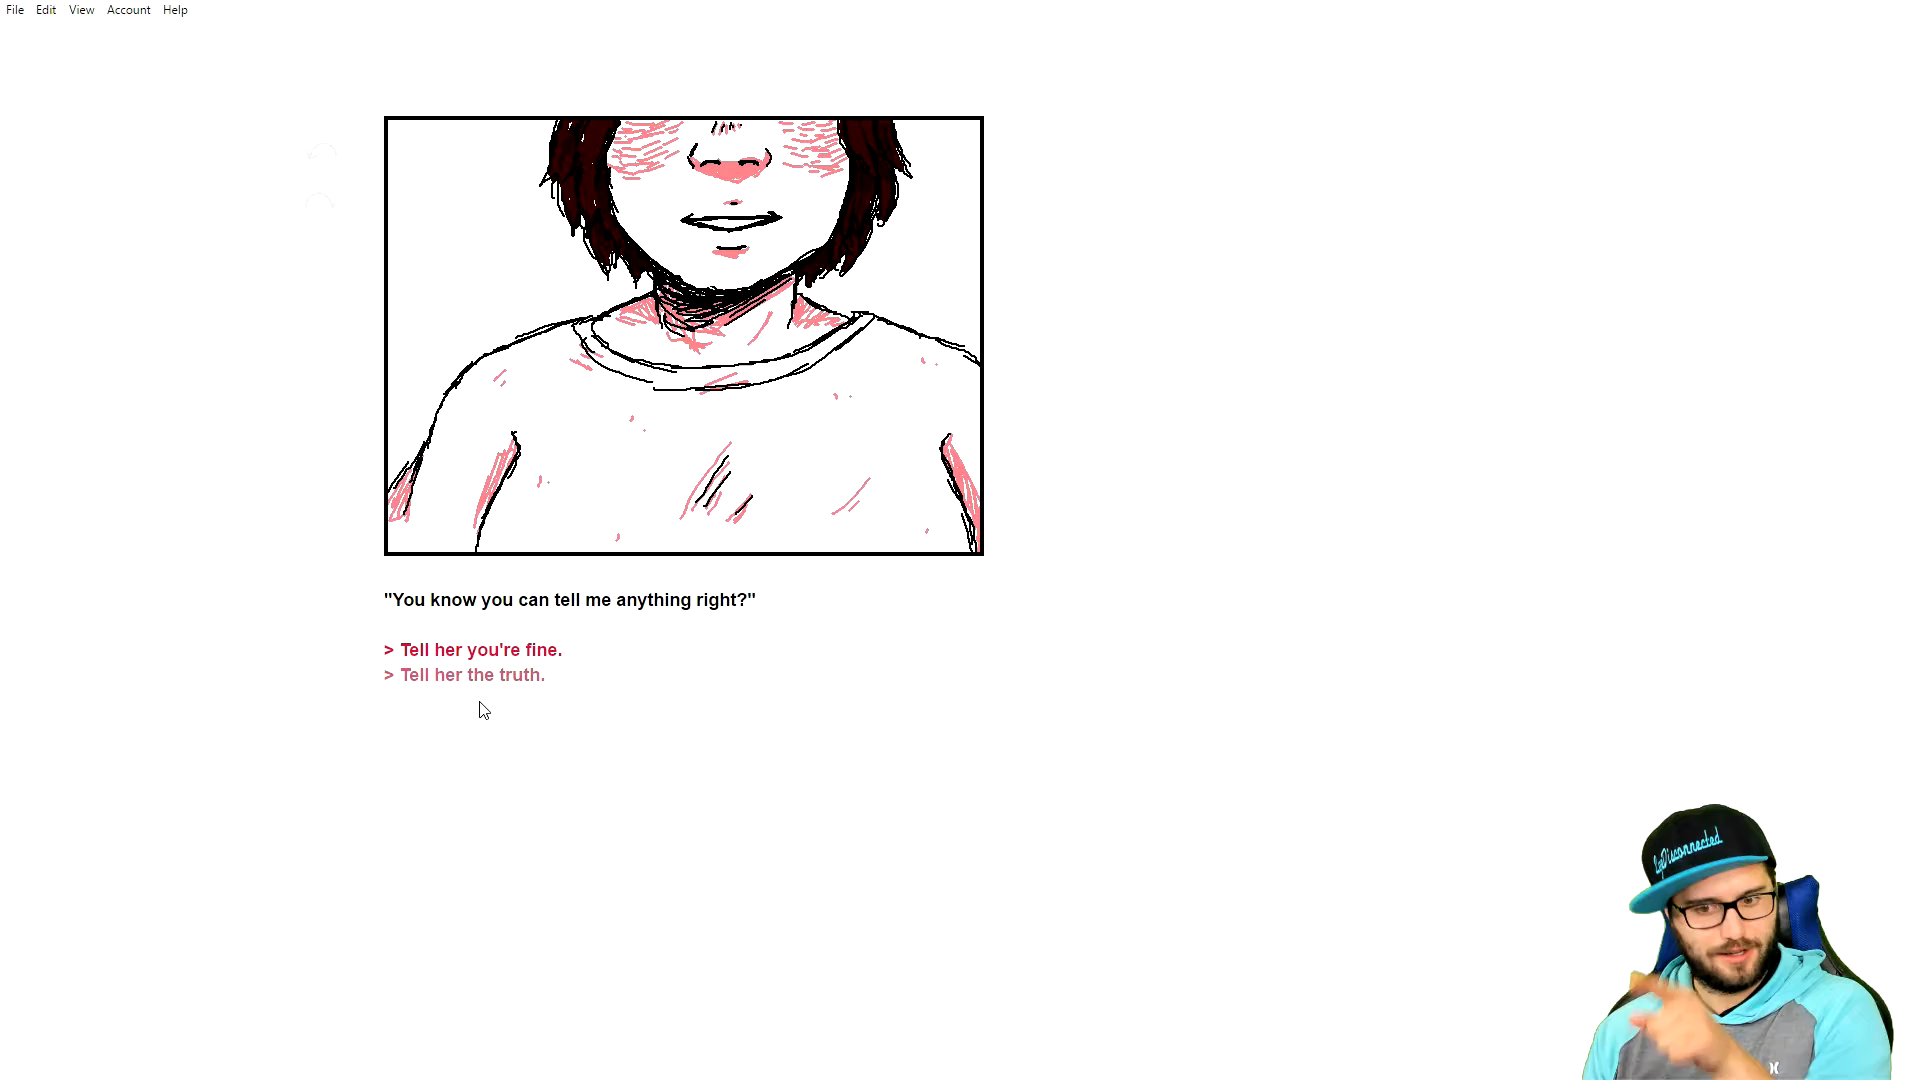 File Edit View Account Help
"You know you can tell me anything right?"
> Tell her you're fine.
> Tell her the truth.
LzDisconnected